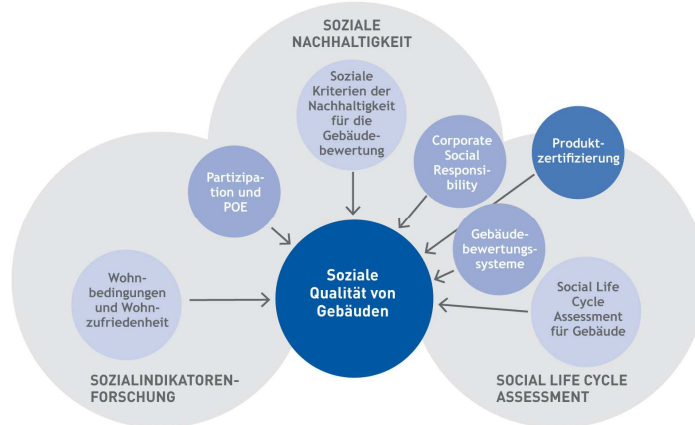 SOZIALE
NACHHALTIGKEIT
Soziale
Kriterien der
Nachhaltigkeit
für die
Gebäude-
bewertung
Corporate
Social
Responsi-
bility
Produkt-
zertifizierung
Partizipa-
tion und
POE
Gebäude-
bewertungs-
systeme
Soziale
Qualität von
Gebäuden
Wohn-
bedingungen
und Wohn-
zufriedenheit
Social Life
Cycle
Assessment
für Gebäude
SOZIALINDIKATOREN-
FORSCHUNG
SOCIAL LIFE CYCLE
ASSESSMENT